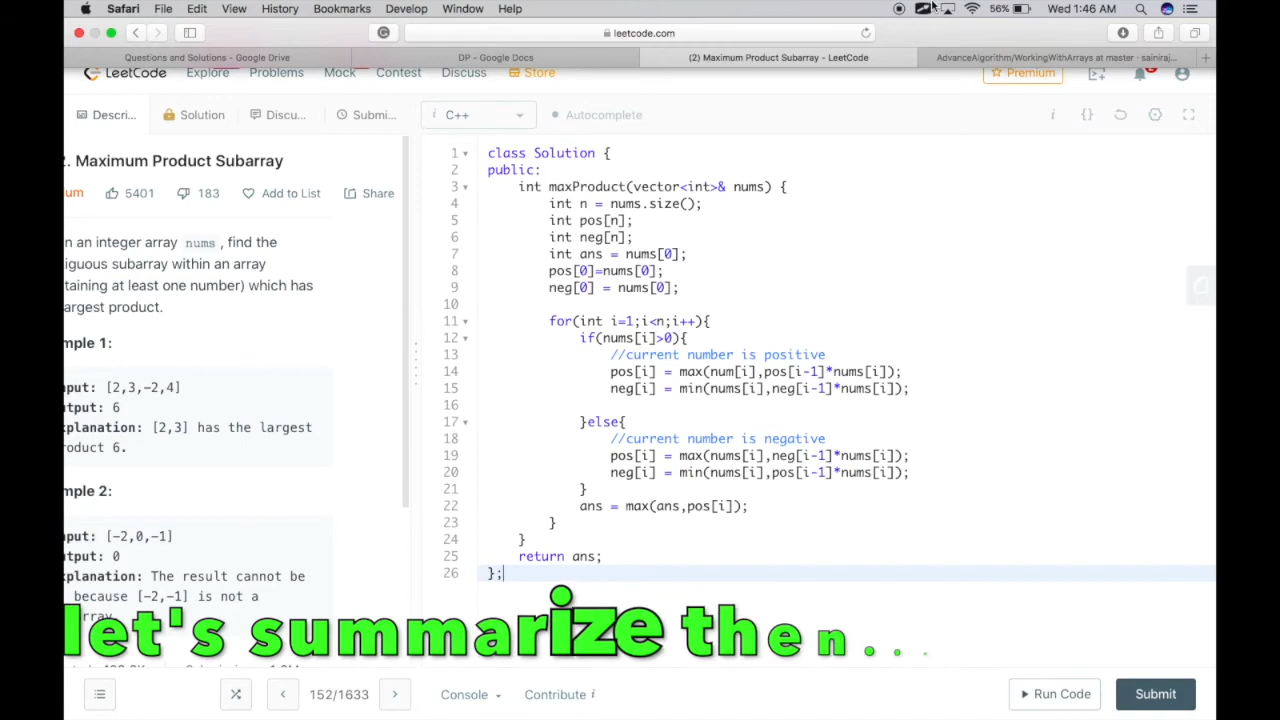 Safari File Edit View History Bookmarks Develop Window Help 56% Wed 1:46 AM
leetcode.com
Questions and Solutions - Google Drive DP - Google Docs (2) Maximum Product Subarray - LeetCode AdvanceAlgorithm/WorkingWithArrays at master · sainiraj...
LeetCode Explore Problems Mock Contest Discuss Store Premium
Descri... Solution Discu... Submi... i C++ Autocomplete i {}
2. Maximum Product Subarray
um 5401 183 Add to List Share
n an integer array nums , find the
iguous subarray within an array
taining at least one number) which has
argest product.
mple 1:
nput: [2,3,-2,4]
utput: 6
xplanation: [2,3] has the largest
roduct 6.
mple 2:
nput: [-2,0,-1]
utput: 0
xplanation: The result cannot be
because [-2,-1] is not a
rray.
1 class Solution {
2 public:
3 int maxProduct(vector<int>& nums) {
4 int n = nums.size();
5 int pos[n];
6 int neg[n];
7 int ans = nums[0];
8 pos[0]=nums[0];
9 neg[0] = nums[0];
10
11 for(int i=1;i<n;i++){
12 if(nums[i]>0){
13 //current number is positive
14 pos[i] = max(num[i],pos[i-1]*nums[i]);
15 neg[i] = min(nums[i],neg[i-1]*nums[i]);
16
17 }else{
18 //current number is negative
19 pos[i] = max(nums[i],neg[i-1]*nums[i]);
20 neg[i] = min(nums[i],pos[i-1]*nums[i]);
21 }
22 ans = max(ans,pos[i]);
23 }
24 }
25 return ans;
26 };
let's summarize then...
152/1633 Console Contribute i Run Code Submit